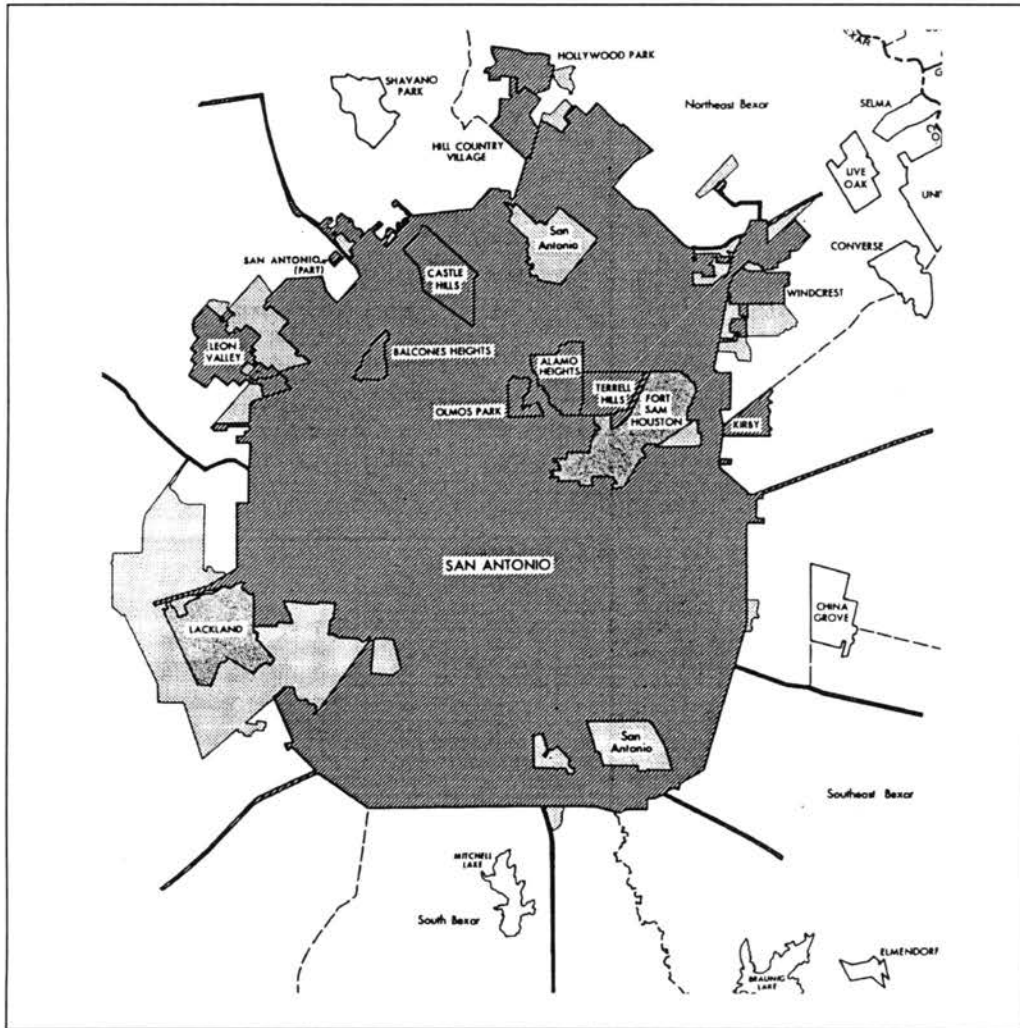 HOLLYWOOD PARK
SHAVANO
PARK
Northeast Bexar
SELMA
HILL COUNTRY
VILLAGE
LIVE
OAK
San
Antonio
CONVERSE
SAN ANTONIO
(PART)
CASTLE
HILLS
WINDCREST
LEON
VALLEY
BALCONES HEIGHTS
ALAMO
HEIGHTS
TERRELL
HILLS
FORT
SAM
HOUSTON
OLMOS PARK
KIRBY
SAN ANTONIO
CHINA
GROVE
LACKLAND
San
Antonio
Southeast Bexar
MITCHELL
LAKE
South Bexar
BRAUNIG
LAKE
ELMENDORF